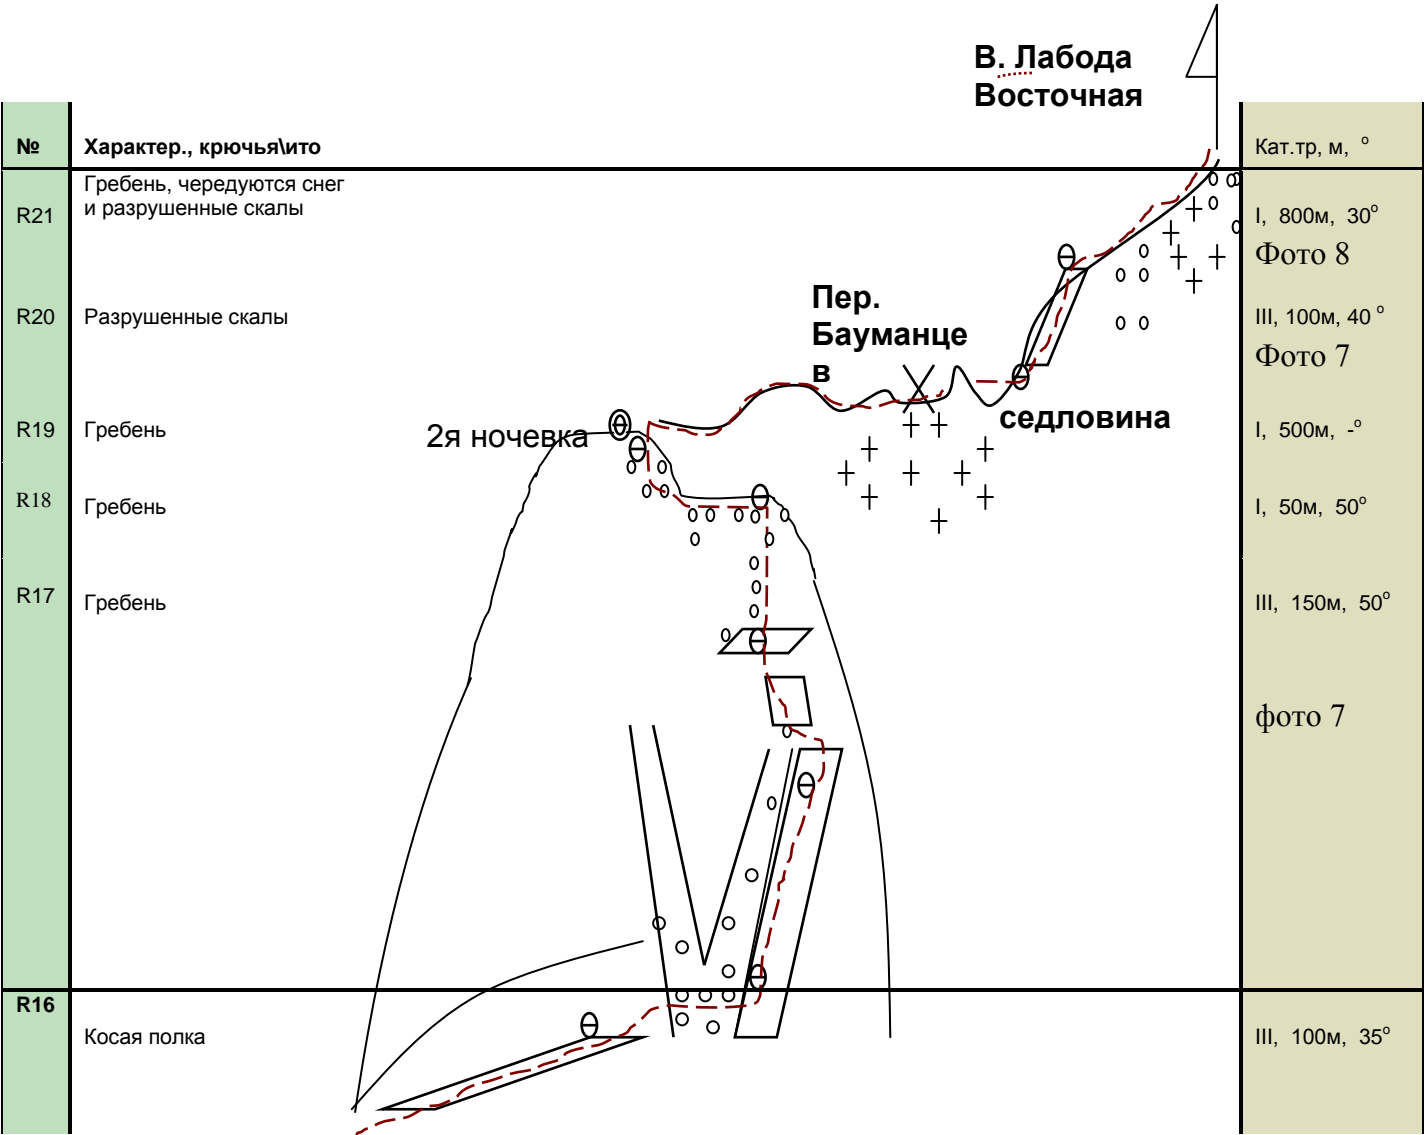 В. Лабода
Восточная
№ Характер., крючья\ито Кат.тр, м, °
Гребень, чередуются снег
и разрушенные скалы
R21 I, 800м, 30°
Фото 8
Пер.
Бауманце
в
R20 Разрушенные скалы III, 100м, 40 °
Фото 7
седловина
R19 Гребень 2я ночевка I, 500м, -°
R18 Гребень I, 50м, 50°
R17 Гребень III, 150м, 50°
фото 7
R16
Косая полка III, 100м, 35°